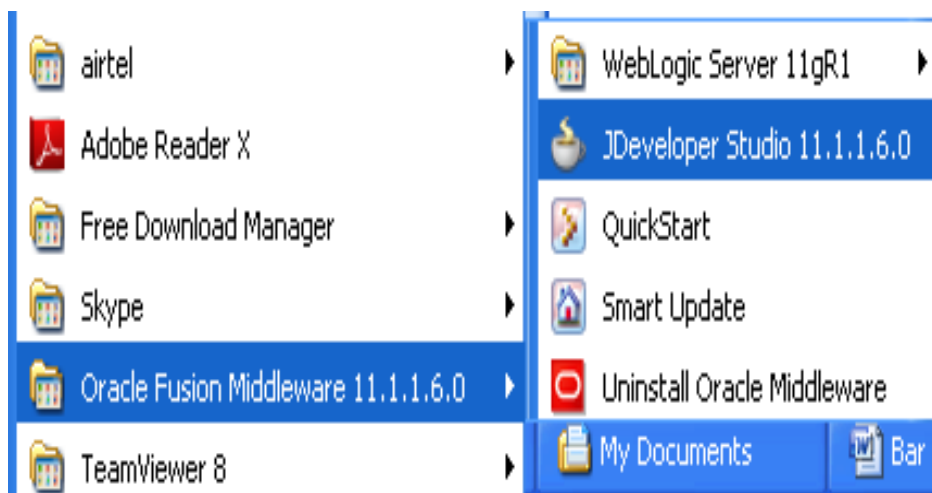 airtel
Adobe Reader X
Free Download Manager
Skype
Oracle Fusion Middleware 11.1.1.6.0
TeamViewer 8
WebLogic Server 11gR1
JDeveloper Studio 11.1.1.6.0
QuickStart
Smart Update
Uninstall Oracle Middleware
My Documents
Bar